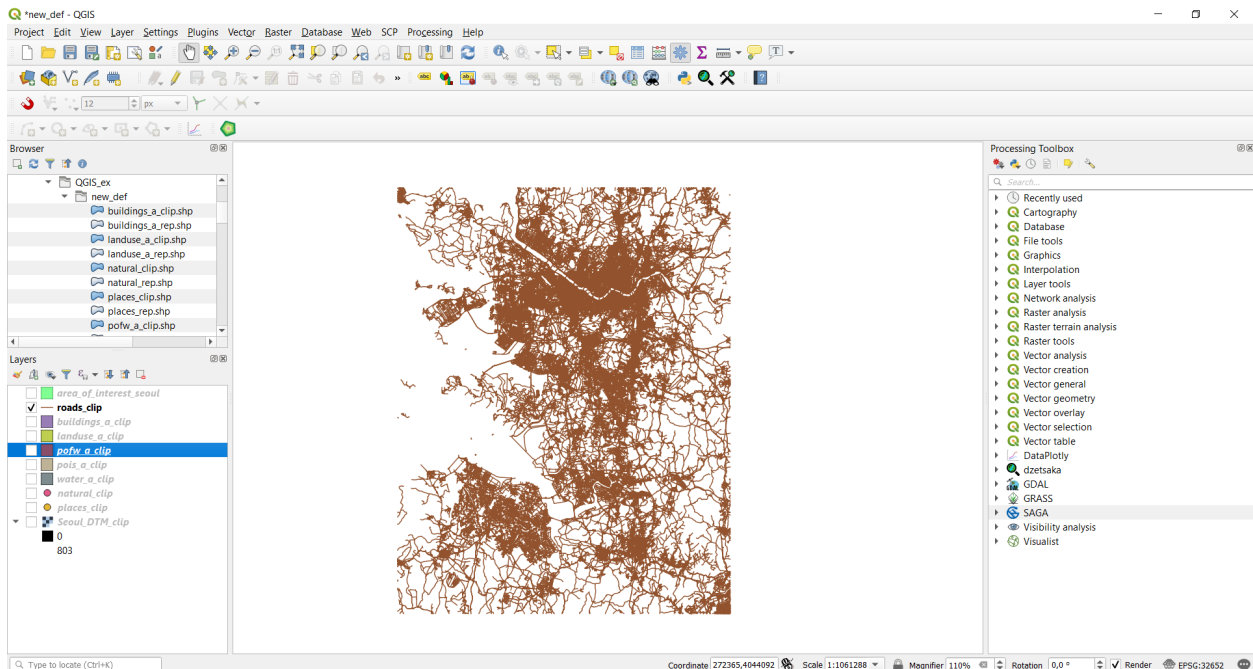 *new_def - QGIS
Project Edit View Layer Settings Plugins Vector Raster Database Web SCP Processing Help
12 px
Browser
QGIS_ex
new_def
buildings_a_clip.shp
buildings_a_rep.shp
landuse_a_clip.shp
landuse_a_rep.shp
natural_clip.shp
natural_rep.shp
places_clip.shp
places_rep.shp
pofw_a_clip.shp
Layers
area_of_interest_seoul
roads_clip
buildings_a_clip
landuse_a_clip
pofw_a_clip
pois_a_clip
water_a_clip
natural_clip
places_clip
Seoul_DTM_clip
0
803
Processing Toolbox
Search...
Recently used
Cartography
Database
File tools
Graphics
Interpolation
Layer tools
Network analysis
Raster analysis
Raster terrain analysis
Raster tools
Vector analysis
Vector creation
Vector general
Vector geometry
Vector overlay
Vector selection
Vector table
DataPlotly
dzetsaka
GDAL
GRASS
SAGA
Visibility analysis
Visualist
Type to locate (Ctrl+K) Coordinate 272365,4044092 Scale 1:1061288 Magnifier 110% Rotation 0,0 ° Render EPSG:32652